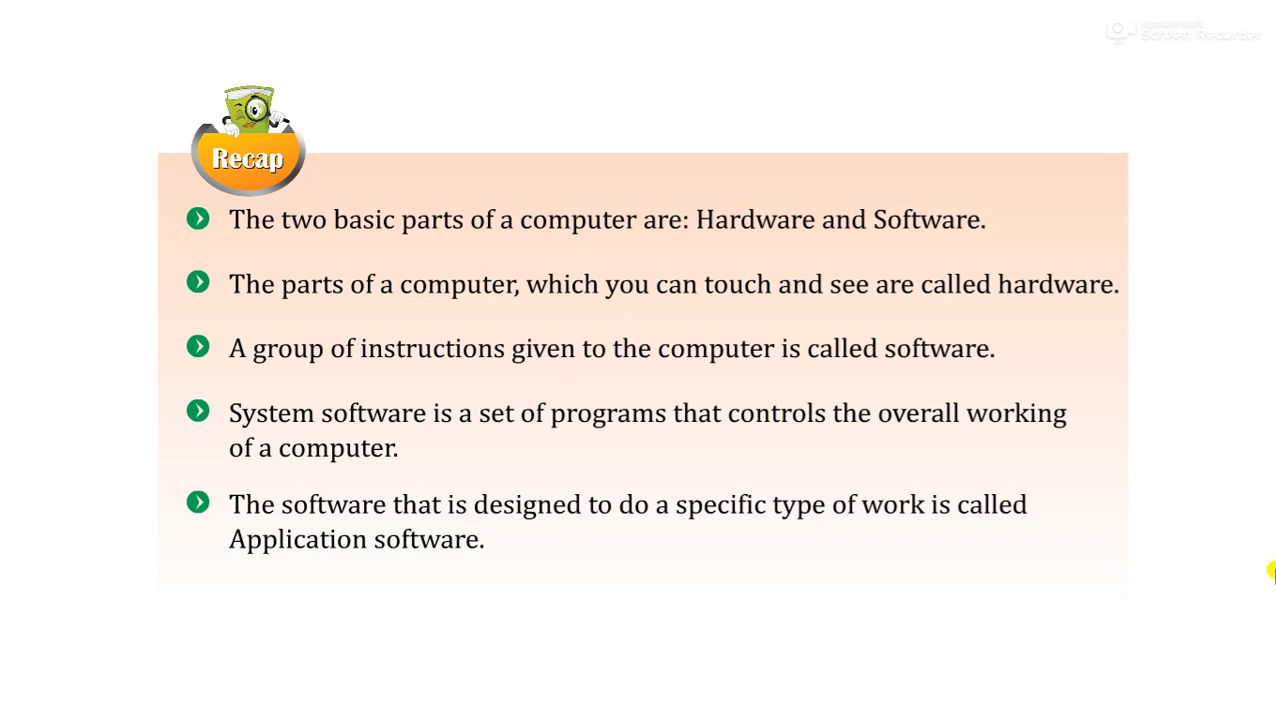 Apowersoft
Screen Recorder
Recap
The two basic parts of a computer are: Hardware and Software.
The parts of a computer, which you can touch and see are called hardware.
A group of instructions given to the computer is called software.
System software is a set of programs that controls the overall working
of a computer.
The software that is designed to do a specific type of work is called
Application software.